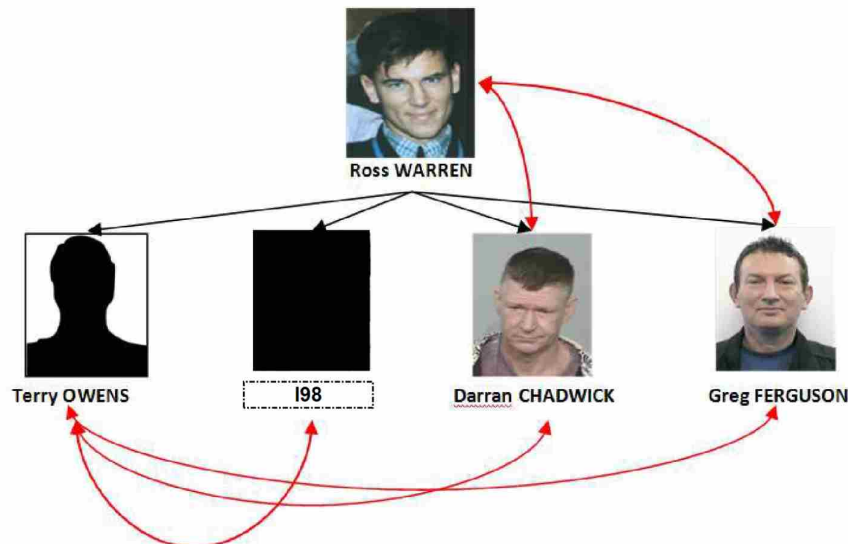 Ross WARREN
Terry OWENS
I98
Darran CHADWICK
Greg FERGUSON